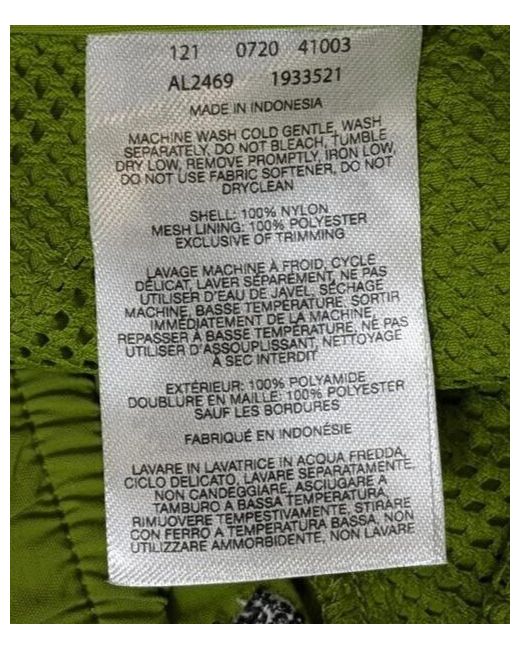 121 0720 41003
AL2469 1933521
MADE IN INDONESIA
MACHINE WASH COLD GENTLE, WASH
SEPARATELY, DO NOT BLEACH, TUMBLE
DRY LOW, REMOVE PROMPTLY, IRON LOW,
DO NOT USE FABRIC SOFTENER, DO NOT
DRYCLEAN
SHELL: 100% NYLON
MESH LINING: 100% POLYESTER
EXCLUSIVE OF TRIMMING
LAVAGE MACHINE À FROID, CYCLE
DÉLICAT, LAVER SÉPARÉMENT, NE PAS
UTILISER D'EAU DE JAVEL, SÉCHAGE
MACHINE, BASSE TEMPÉRATURE, SORTIR
IMMÉDIATEMENT DE LA MACHINE,
REPASSER À BASSE TEMPÉRATURE, NE PAS
UTILISER D'ASSOUPLISSANT, NETTOYAGE
À SEC INTERDIT
EXTÉRIEUR: 100% POLYAMIDE
DOUBLURE EN MAILLE: 100% POLYESTER
SAUF LES BORDURES
FABRIQUÉ EN INDONÉSIE
LAVARE IN LAVATRICE IN ACQUA FREDDA,
CICLO DELICATO, LAVARE SEPARATAMENTE,
NON CANDEGGIARE, ASCIUGARE A
TAMBURO A BASSA TEMPERATURA,
RIMUOVERE TEMPESTIVAMENTE, STIRARE
CON FERRO A TEMPERATURA BASSA, NON
UTILIZZARE AMMORBIDENTE, NON LAVARE